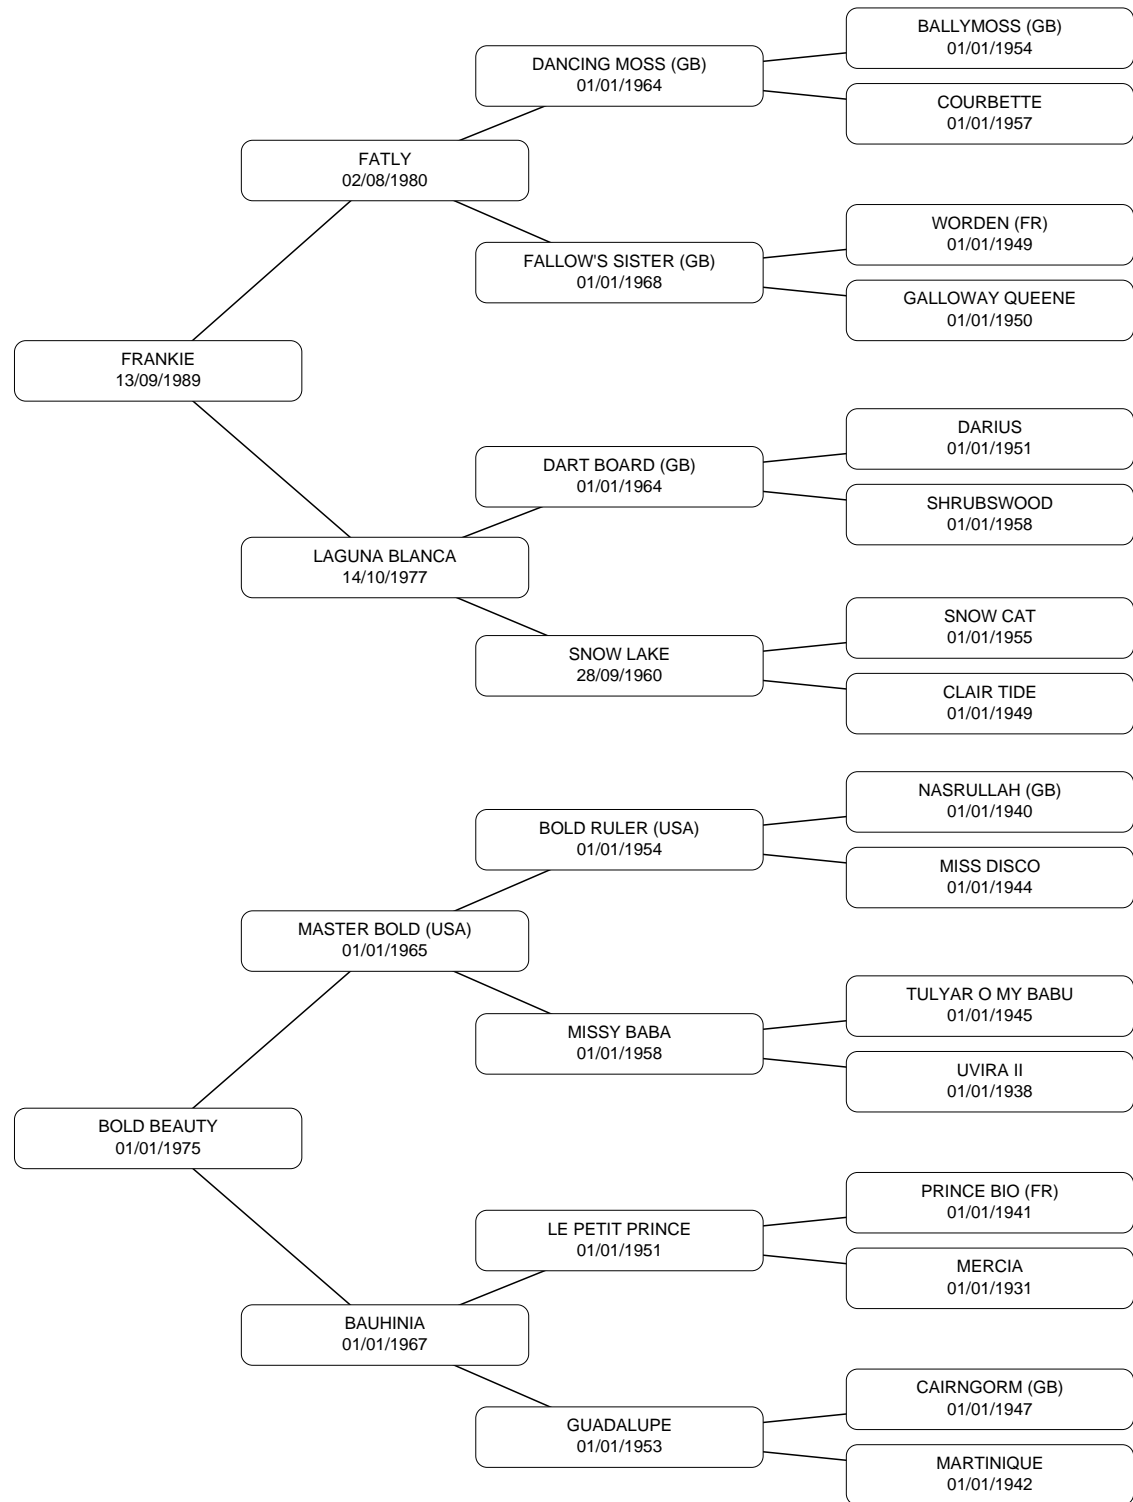 BALLYMOSS (GB)
01/01/1954
DANCING MOSS (GB)
01/01/1964
COURBETTE
01/01/1957
FATLY
02/08/1980
WORDEN (FR)
01/01/1949
FALLOW'S SISTER (GB)
01/01/1968
GALLOWAY QUEENE
01/01/1950
FRANKIE
13/09/1989
DARIUS
01/01/1951
DART BOARD (GB)
01/01/1964
SHRUBSWOOD
01/01/1958
LAGUNA BLANCA
14/10/1977
SNOW CAT
01/01/1955
SNOW LAKE
28/09/1960
CLAIR TIDE
01/01/1949
NASRULLAH (GB)
01/01/1940
BOLD RULER (USA)
01/01/1954
MISS DISCO
01/01/1944
MASTER BOLD (USA)
01/01/1965
TULYAR O MY BABU
01/01/1945
MISSY BABA
01/01/1958
UVIRA II
01/01/1938
BOLD BEAUTY
01/01/1975
PRINCE BIO (FR)
01/01/1941
LE PETIT PRINCE
01/01/1951
MERCIA
01/01/1931
BAUHINIA
01/01/1967
CAIRNGORM (GB)
01/01/1947
GUADALUPE
01/01/1953
MARTINIQUE
01/01/1942